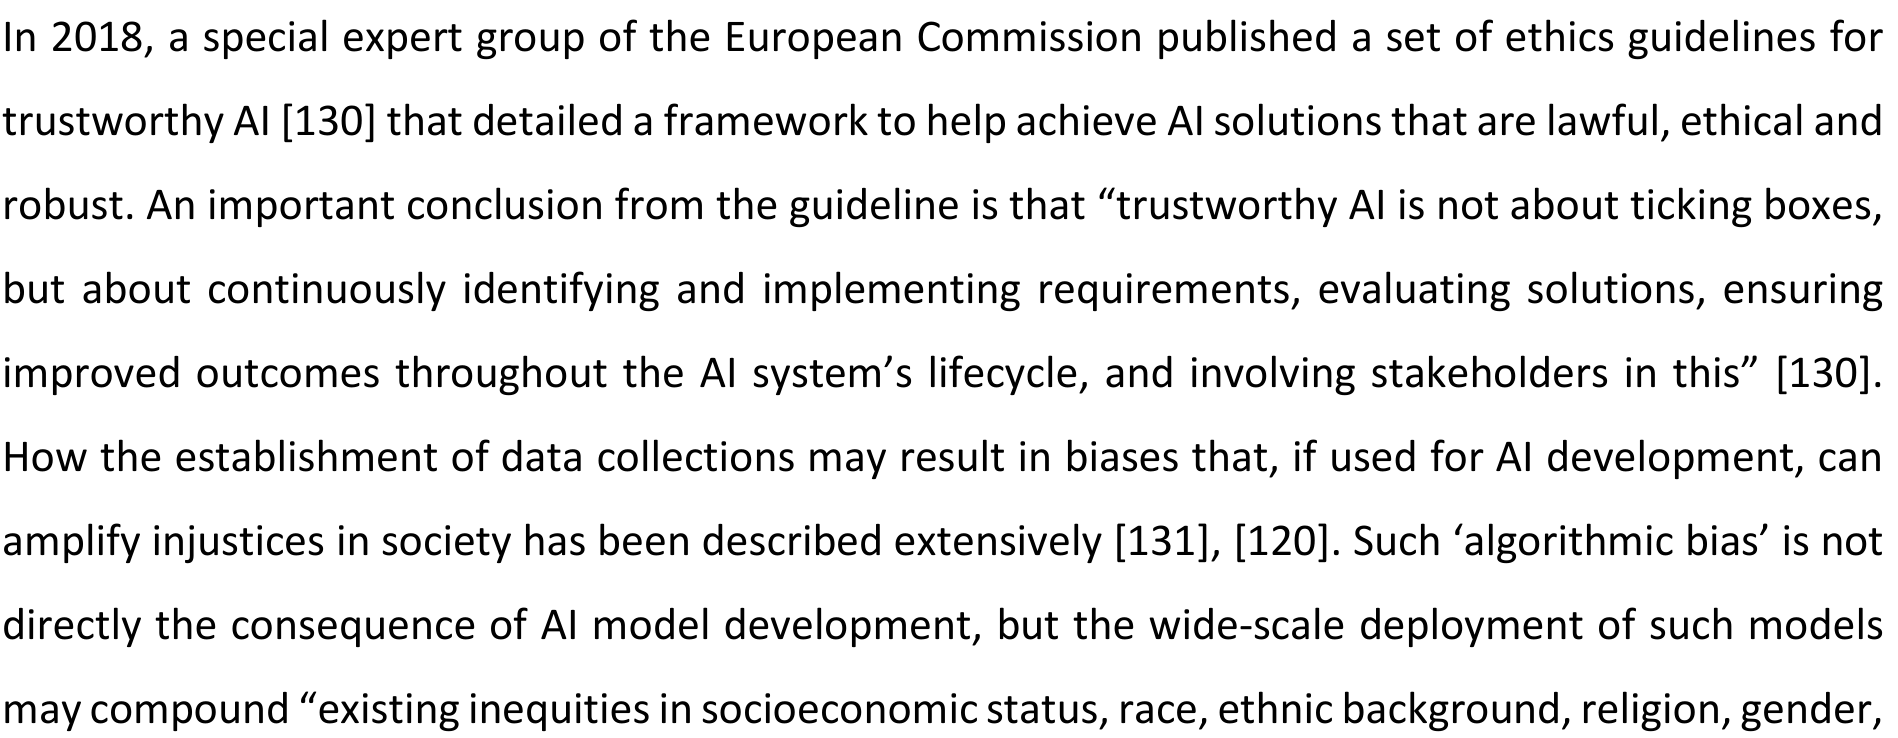 In 2018, a special expert group of the European Commission published a set of ethics guidelines for
trustworthy AI [130] that detailed a framework to help achieve AI solutions that are lawful, ethical and
robust. An important conclusion from the guideline is that “trustworthy AI is not about ticking boxes,
but about continuously identifying and implementing requirements, evaluating solutions, ensuring
improved outcomes throughout the AI system’s lifecycle, and involving stakeholders in this” [130].
How the establishment of data collections may result in biases that, if used for AI development, can
amplify injustices in society has been described extensively [131], [120]. Such ‘algorithmic bias’ is not
directly the consequence of AI model development, but the wide-scale deployment of such models
may compound “existing inequities in socioeconomic status, race, ethnic background, religion, gender,